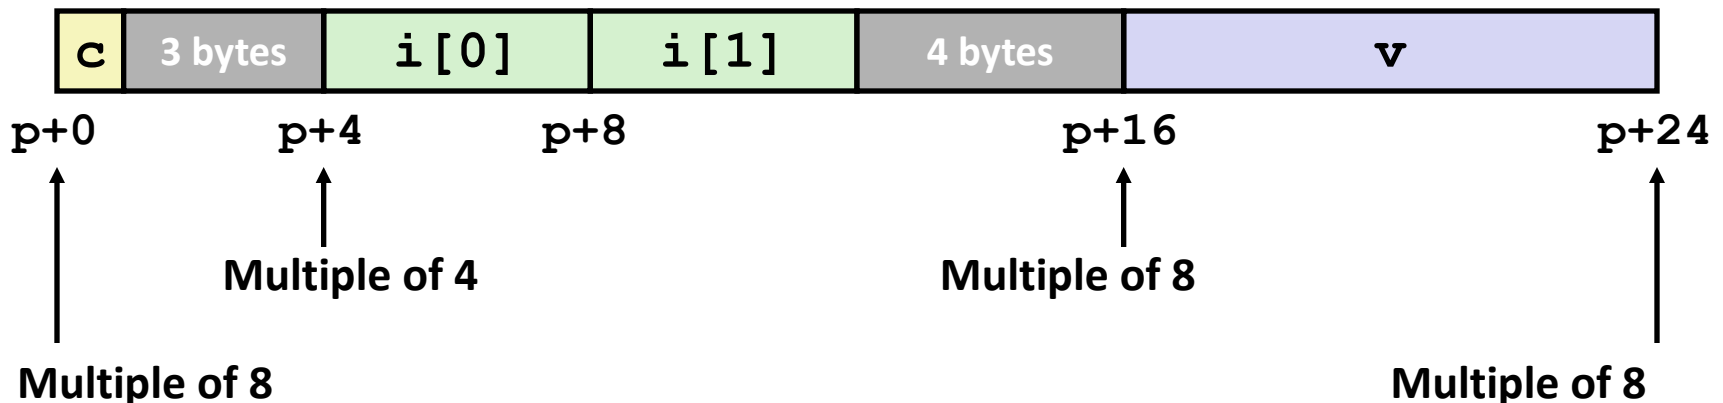 c 3 bytes i[0] i[1] 4 bytes v
p+0 p+4 p+8 p+16 p+24
Multiple of 4 Multiple of 8
Multiple of 8 Multiple of 8